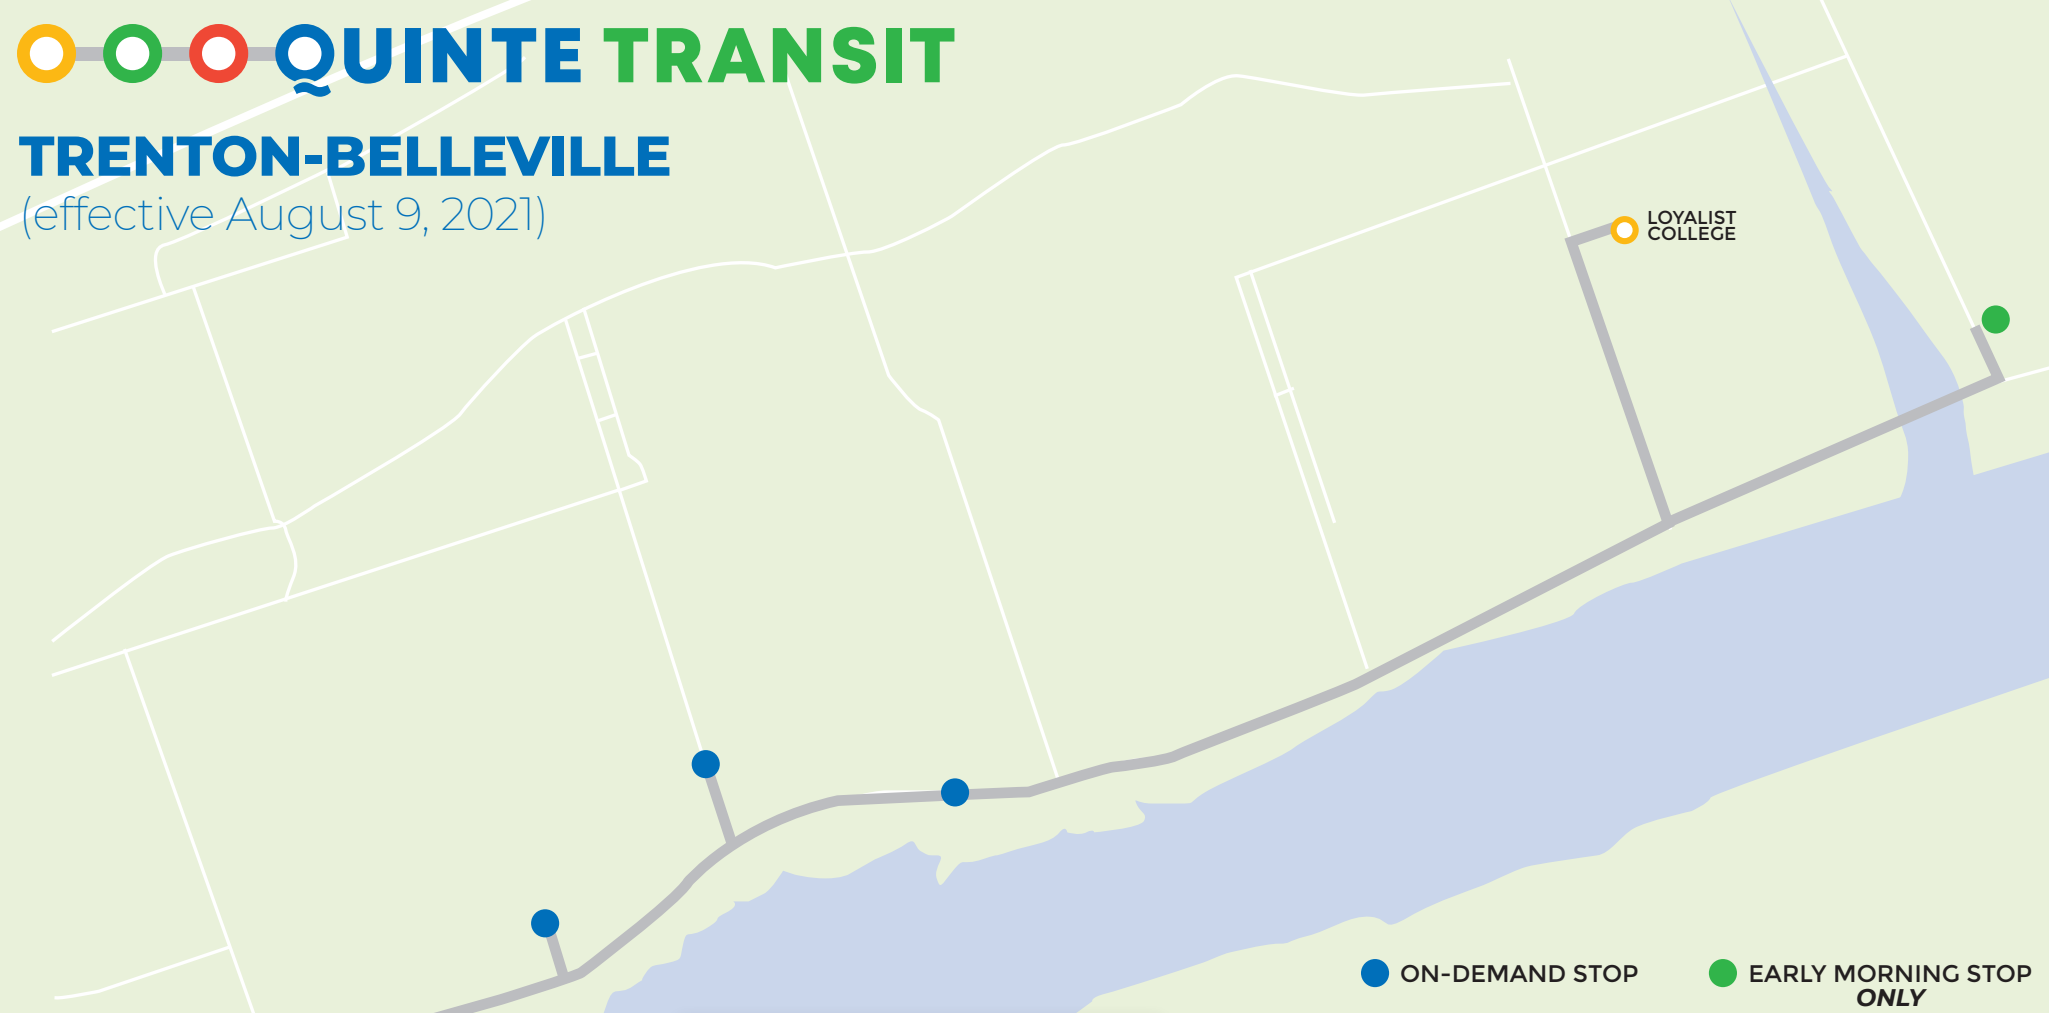 QUINTE TRANSIT
TRENTON-BELLEVILLE
(effective August 9, 2021)
LOYALIST
COLLEGE
ON-DEMAND STOP
EARLY MORNING STOP
ONLY